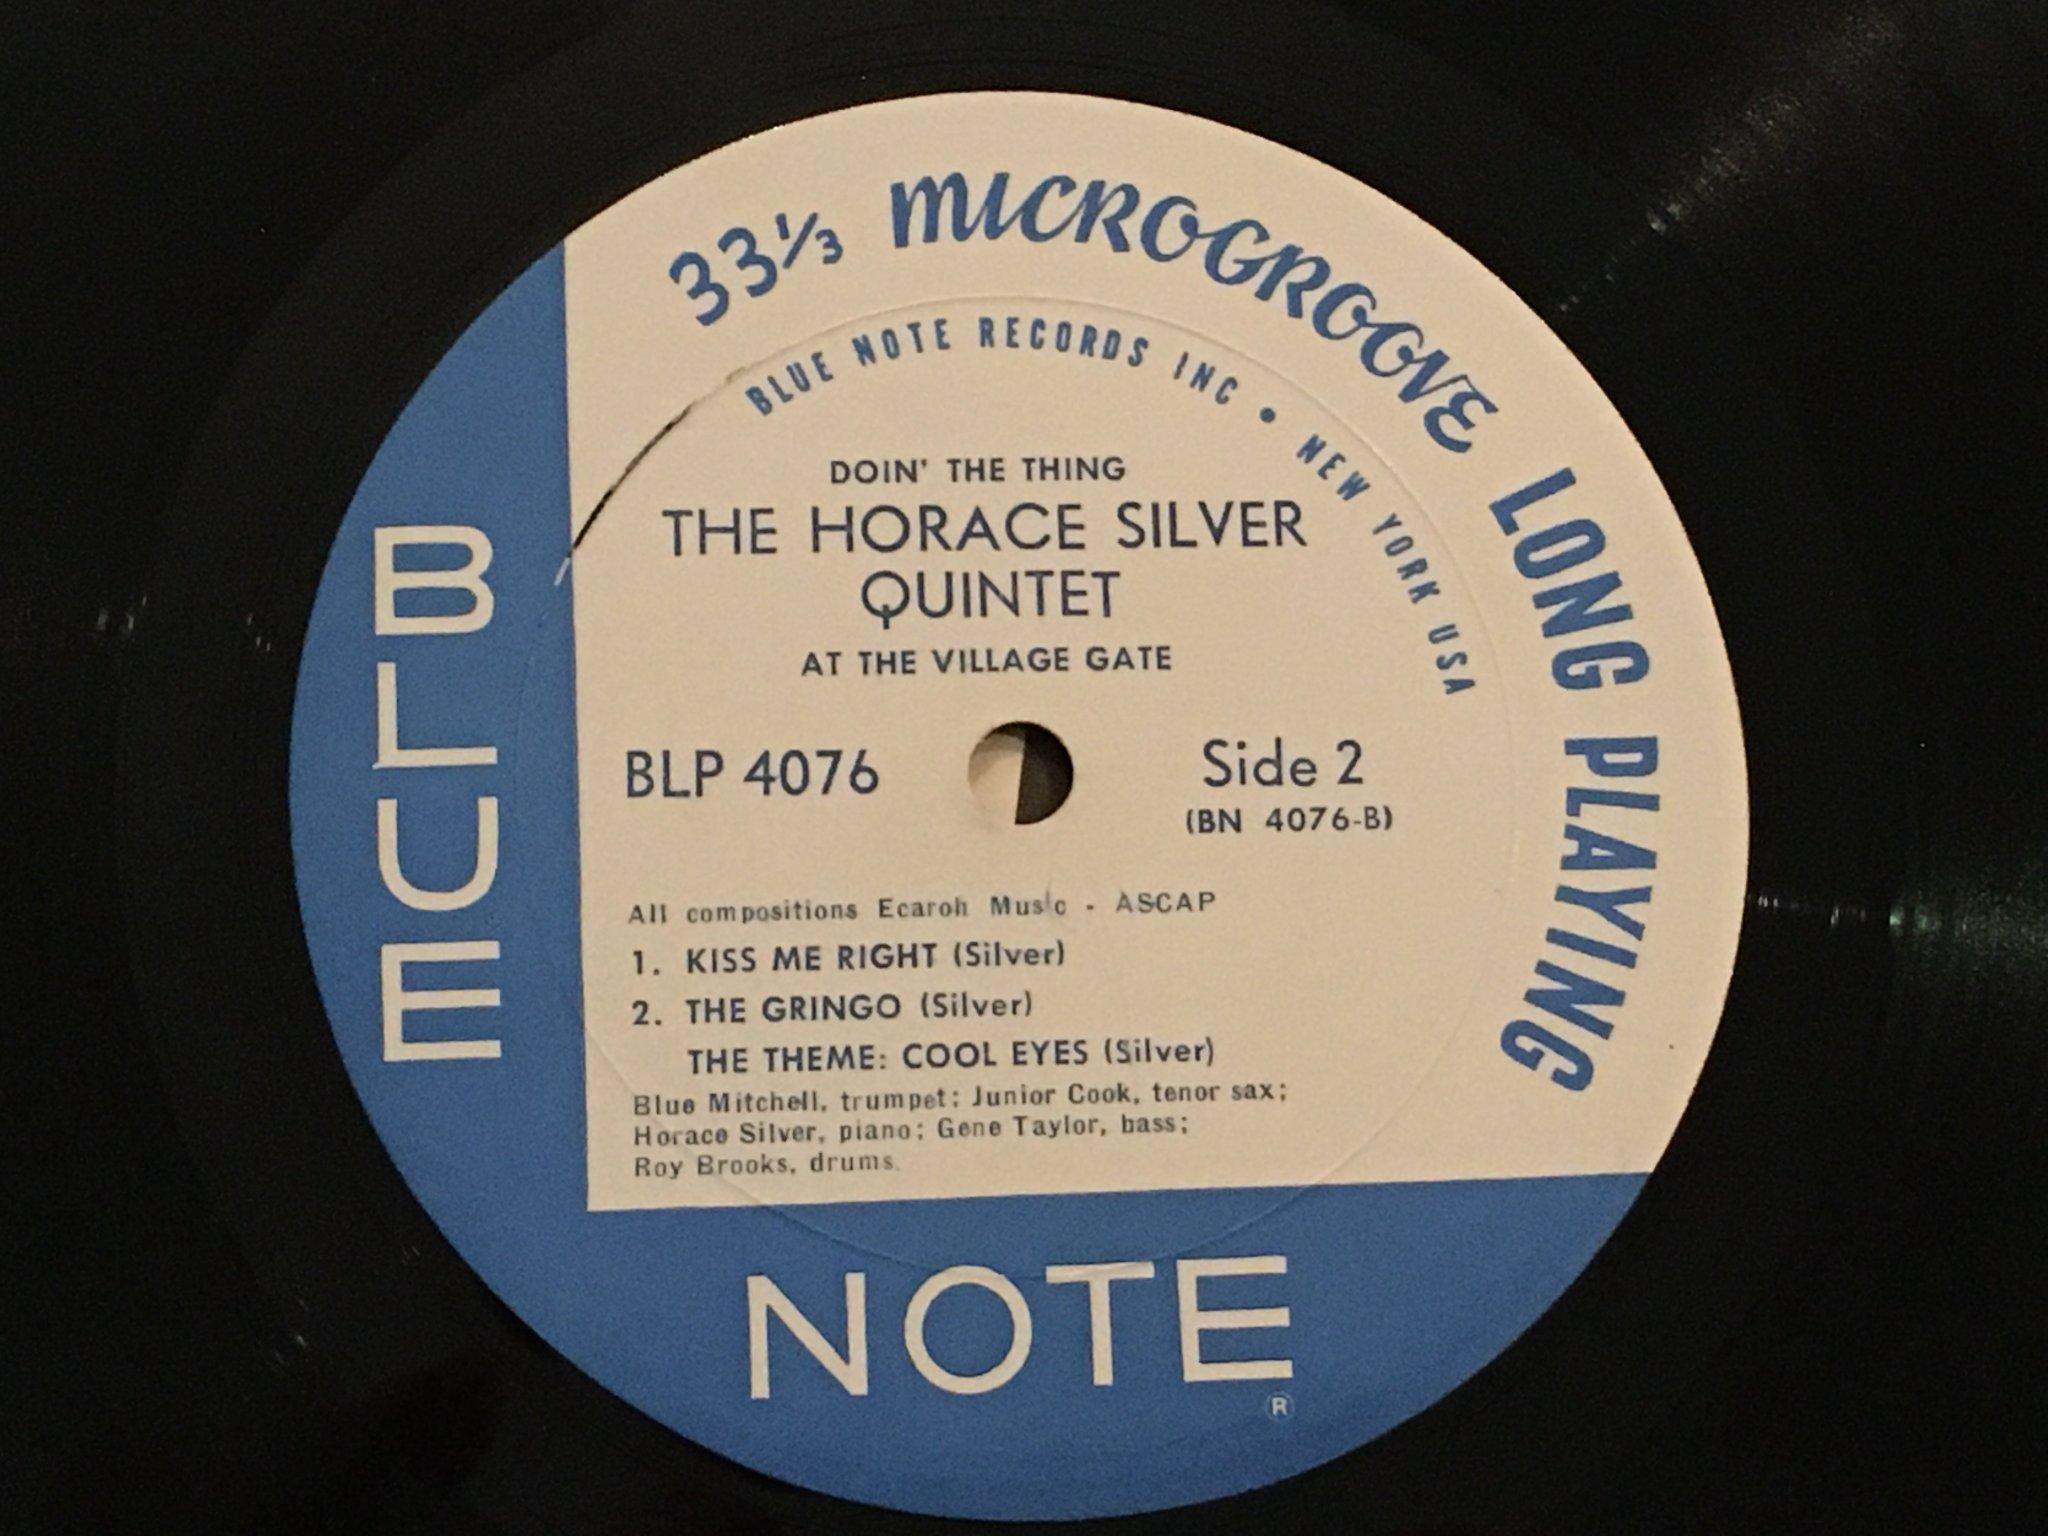 33⅓ MICROGROOVE LONG PLAYING
BLUE NOTE RECORDS INC • NEW YORK USA
DOIN' THE THING
THE HORACE SILVER
QUINTET
AT THE VILLAGE GATE
BLP 4076
Side 2
(BN 4076-B)
All compositions Ecaroh Music - ASCAP
1. KISS ME RIGHT (Silver)
2. THE GRINGO (Silver)
THE THEME: COOL EYES (Silver)
Blue Mitchell, trumpet; Junior Cook, tenor sax;
Horace Silver, piano; Gene Taylor, bass;
Roy Brooks, drums.
BLUE
NOTE
®